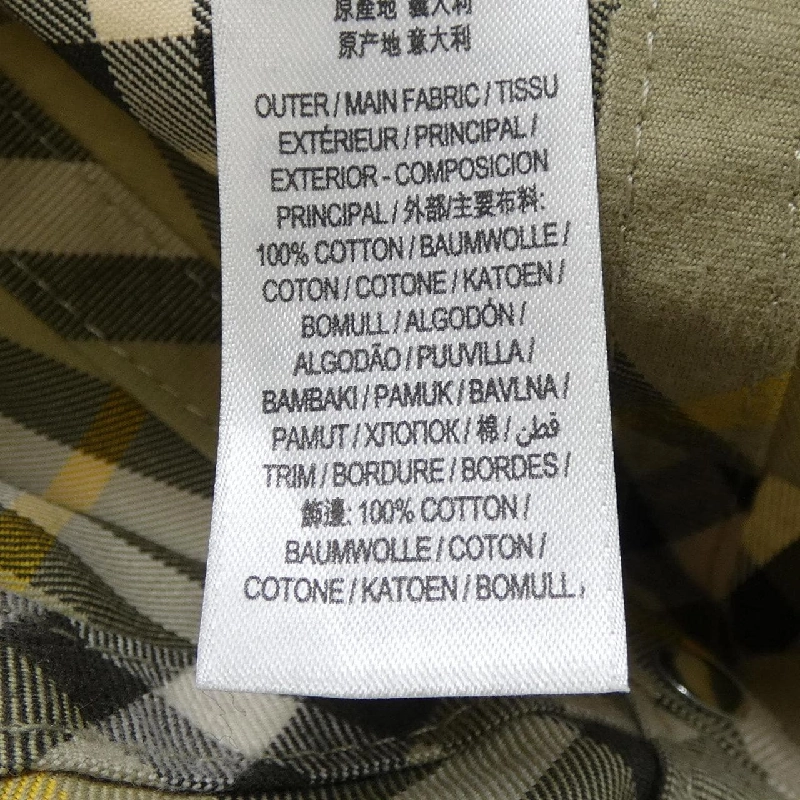 原産地 義大利
原产地 意大利
OUTER / MAIN FABRIC / TISSU
EXTÉRIEUR / PRINCIPAL /
EXTERIOR - COMPOSICION
PRINCIPAL / 外部/主要布料:
100% COTTON / BAUMWOLLE /
COTON / COTONE / KATOEN /
BOMULL / ALGODÓN /
ALGODÃO / PUUVILLA /
BAMBAKI / PAMUK / BAVLNA /
PAMUT / ХЛОПОК / 棉 / قطن /
TRIM / BORDURE / BORDES /
飾邊: 100% COTTON /
BAUMWOLLE / COTON /
COTONE / KATOEN / BOMULL,